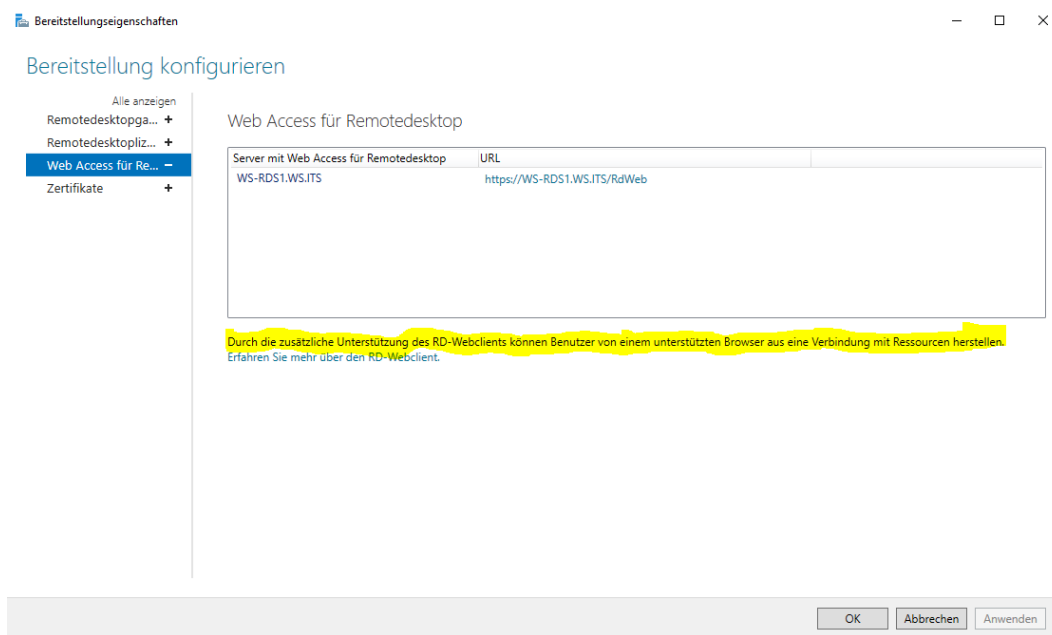 Bereitstellungseigenschaften
Bereitstellung konfigurieren
Alle anzeigen
Remotedesktopga... +
Remotedesktopliz... +
Web Access für Re... –
Zertifikate +
Web Access für Remotedesktop
Server mit Web Access für Remotedesktop URL
WS-RDS1.WS.ITS https://WS-RDS1.WS.ITS/RdWeb
Durch die zusätzliche Unterstützung des RD-Webclients können Benutzer von einem unterstützten Browser aus eine Verbindung mit Ressourcen herstellen.
Erfahren Sie mehr über den RD-Webclient.
OK Abbrechen Anwenden